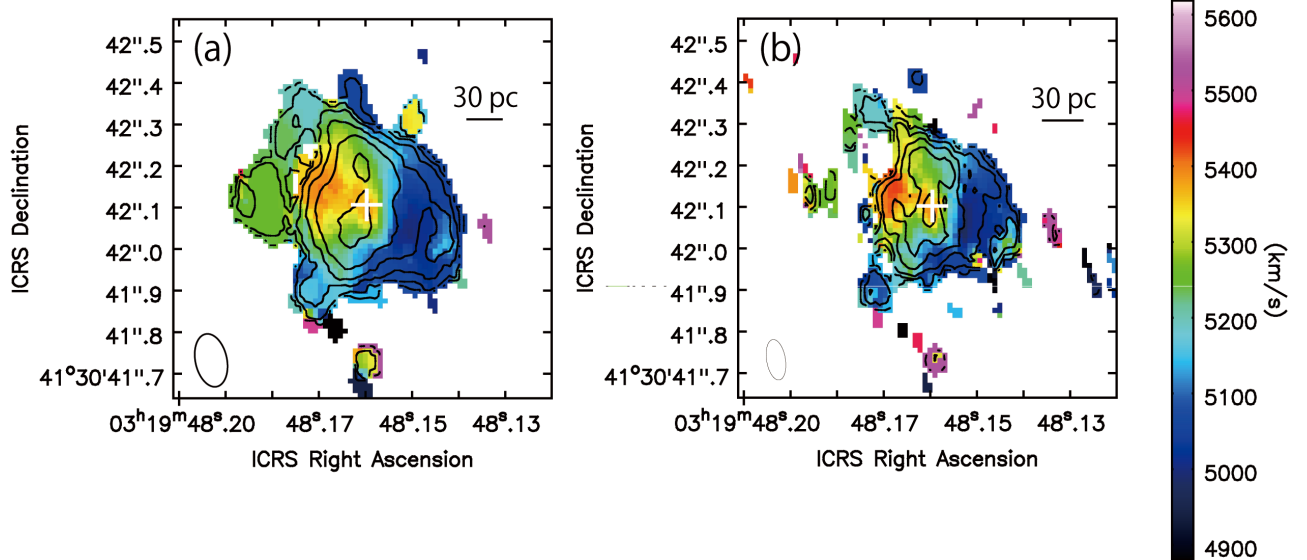 (a)
30 pc
42".5
42".4
42".3
42".2
42".1
42".0
41".9
41".8
41°30'41".7
ICRS Declination
03ʰ19ᵐ48ˢ.20
48ˢ.17
48ˢ.15
48ˢ.13
ICRS Right Ascension
(b)
30 pc
42".5
42".4
42".3
42".2
42".1
42".0
41".9
41".8
41°30'41".7
ICRS Declination
03ʰ19ᵐ48ˢ.20
48ˢ.17
48ˢ.15
48ˢ.13
ICRS Right Ascension
5600
5500
5400
5300
5200
5100
5000
4900
(km/s)